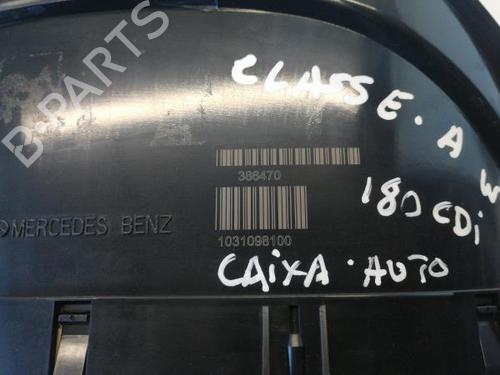 B-PARTS
CLASSE. A W
386470
180 CDi
MERCEDES BENZ
1031098100
CAiXA. AUTO